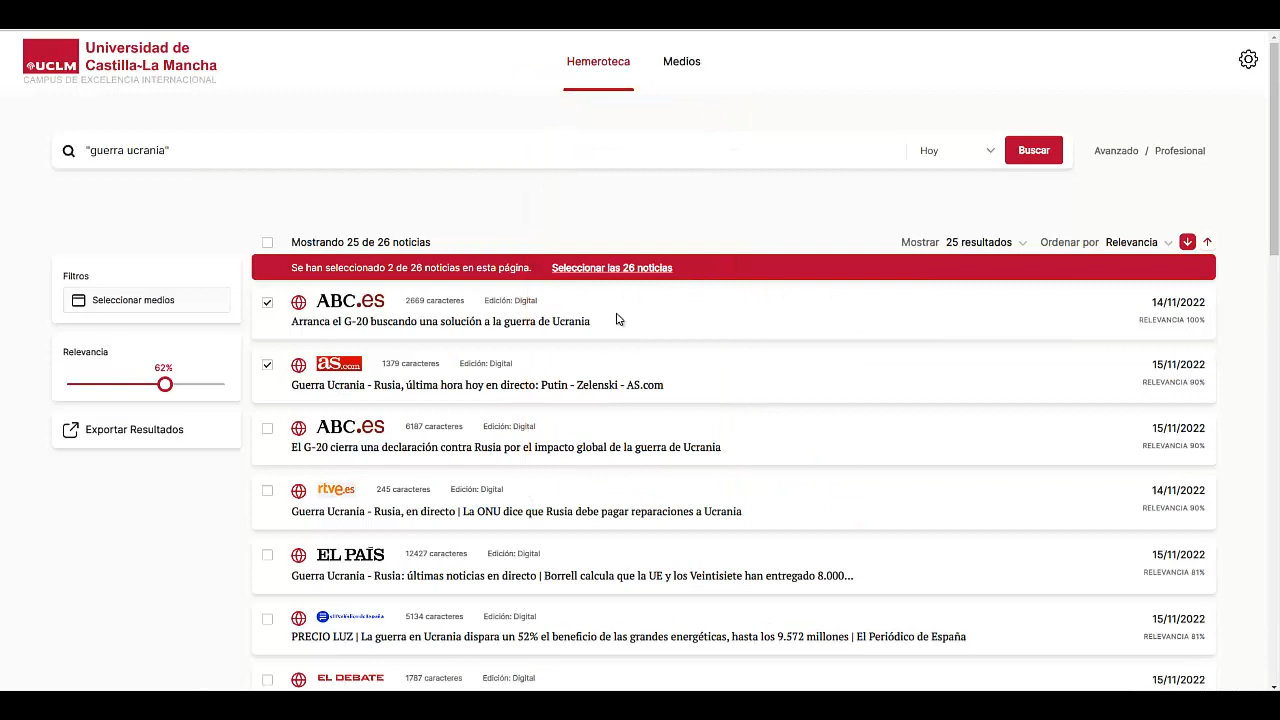 UCLM
Universidad de
Castilla~La Mancha
CAMPUS DE EXCELENCIA INTERNACIONAL
Hemeroteca
Medios
"guerra ucrania"
Hoy
Buscar
Avanzado / Profesional
Mostrando 25 de 26 noticias
Mostrar 25 resultados
Ordenar por Relevancia
Se han seleccionado 2 de 26 noticias en esta página. Seleccionar las 26 noticias
Filtros
Seleccionar medios
Relevancia
62%
Exportar Resultados
ABC.es 2669 caracteres Edición: Digital 14/11/2022
Arranca el G-20 buscando una solución a la guerra de Ucrania RELEVANCIA 100%
as.com 1379 caracteres Edición: Digital 15/11/2022
Guerra Ucrania - Rusia, última hora hoy en directo: Putin - Zelenski - AS.com RELEVANCIA 90%
ABC.es 6187 caracteres Edición: Digital 15/11/2022
El G-20 cierra una declaración contra Rusia por el impacto global de la guerra de Ucrania RELEVANCIA 90%
rtve.es 245 caracteres Edición: Digital 14/11/2022
Guerra Ucrania - Rusia, en directo | La ONU dice que Rusia debe pagar reparaciones a Ucrania RELEVANCIA 90%
EL PAÍS 12427 caracteres Edición: Digital 15/11/2022
Guerra Ucrania - Rusia: últimas noticias en directo | Borrell calcula que la UE y los Veintisiete han entregado 8.000... RELEVANCIA 81%
elPeriódicodeEspaña 5134 caracteres Edición: Digital 15/11/2022
PRECIO LUZ | La guerra en Ucrania dispara un 52% el beneficio de las grandes energéticas, hasta los 9.572 millones | El Periódico de España RELEVANCIA 81%
EL DEBATE 1787 caracteres Edición: Digital 15/11/2022